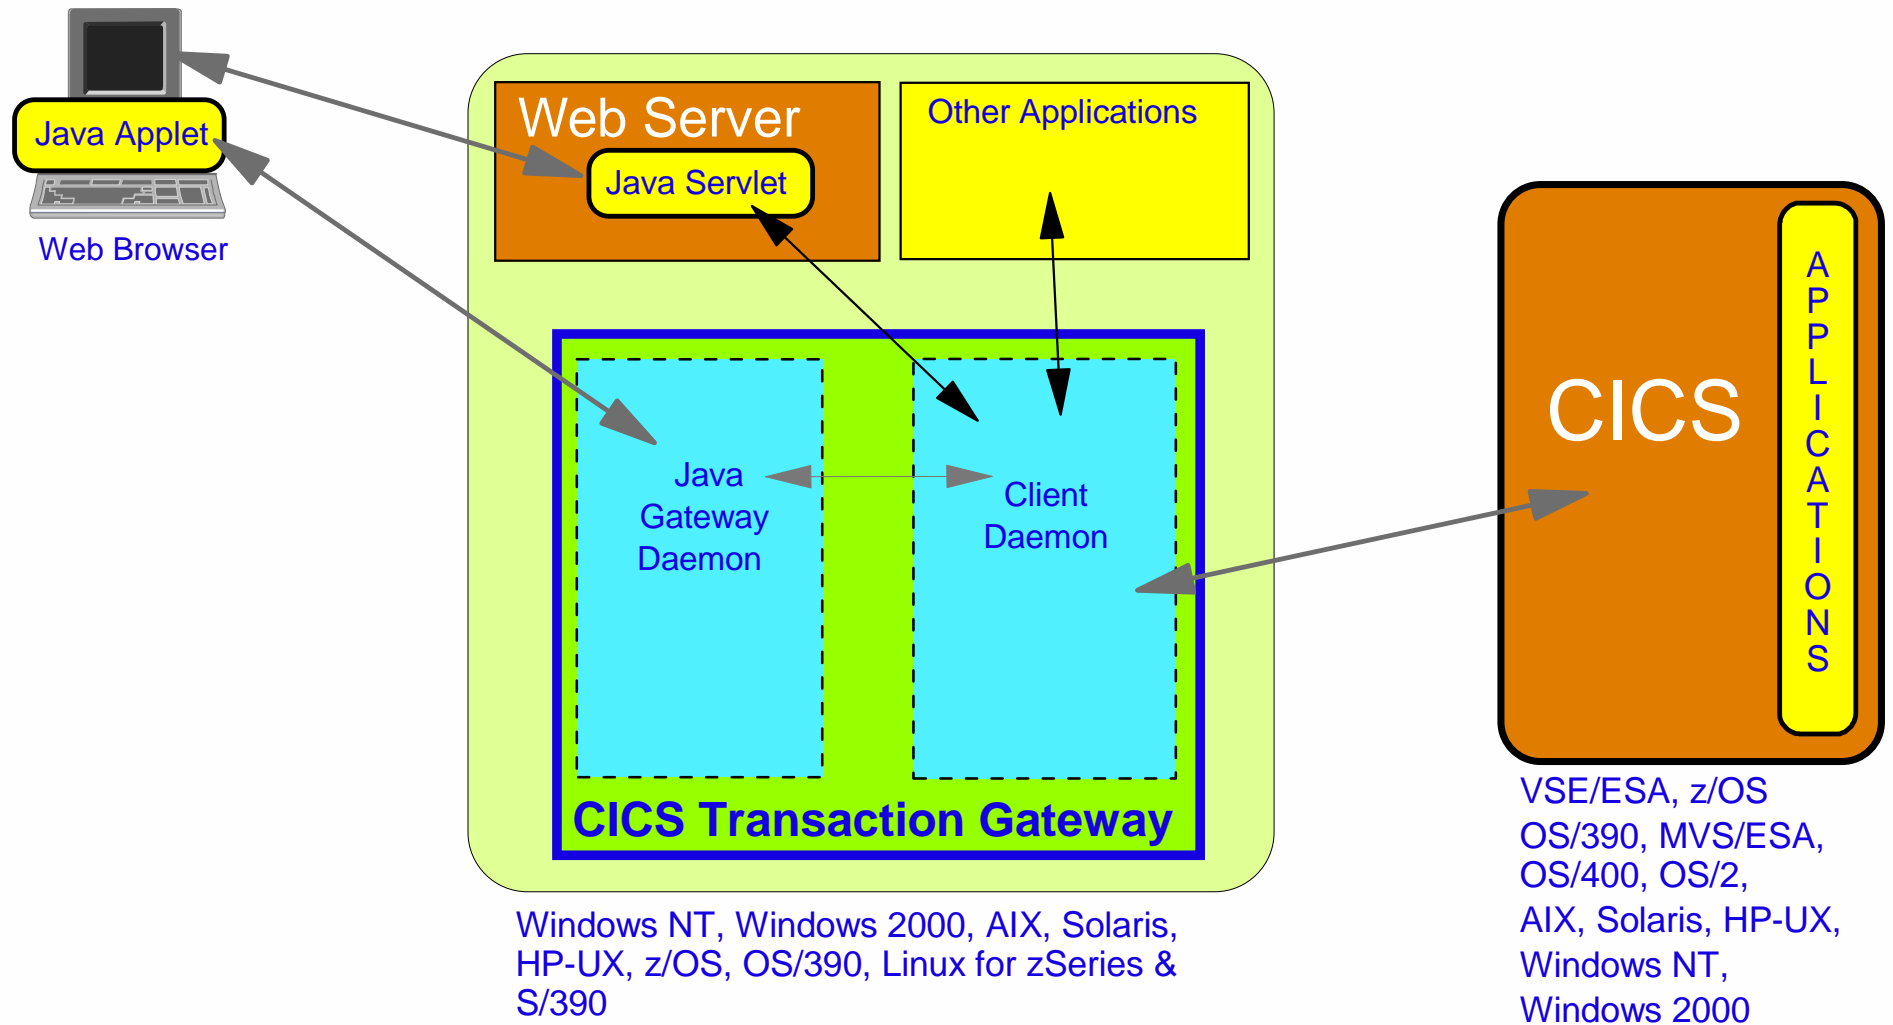 Java Applet
Web Browser
Web Server
Java Servlet
Other Applications
Java
Gateway
Daemon
Client
Daemon
CICS Transaction Gateway
Windows NT, Windows 2000, AIX, Solaris,
HP-UX, z/OS, OS/390, Linux for zSeries &
S/390
CICS
APPLICATIONS
VSE/ESA, z/OS
OS/390, MVS/ESA,
OS/400, OS/2,
AIX, Solaris, HP-UX,
Windows NT,
Windows 2000